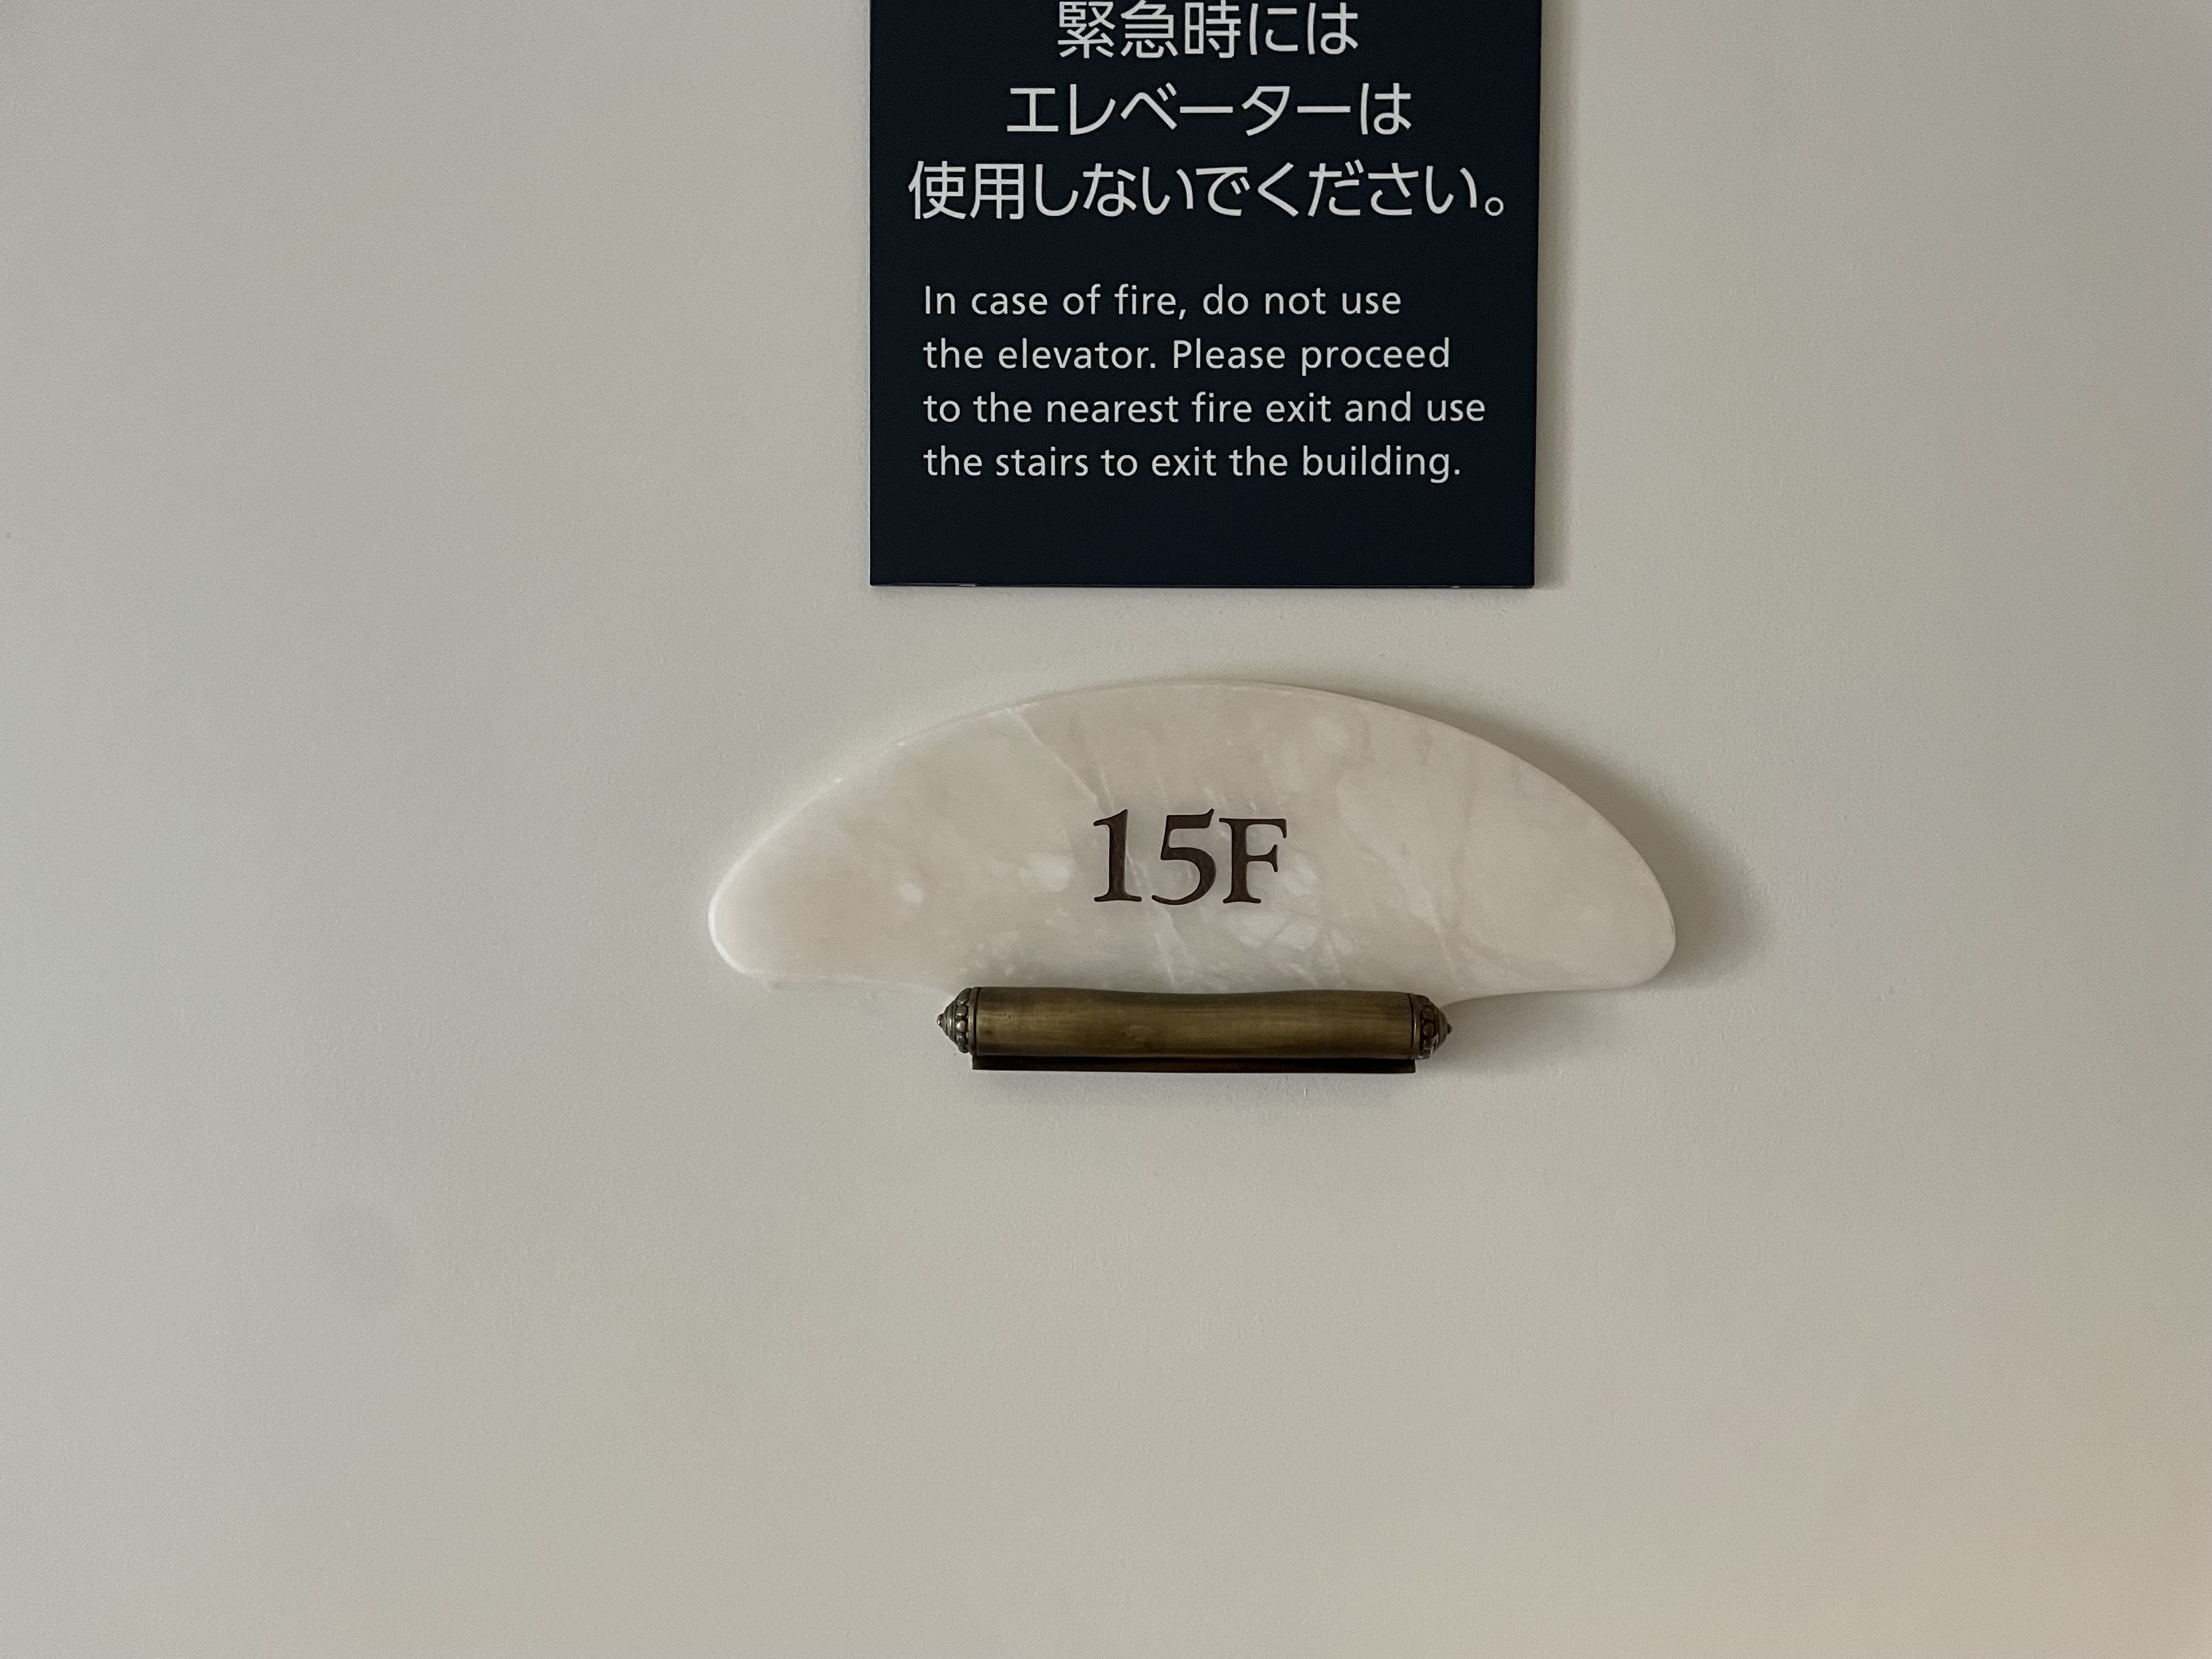 緊急時には
エレベーターは
使用しないでください。
In case of fire, do not use
the elevator. Please proceed
to the nearest fire exit and use
the stairs to exit the building.
15F